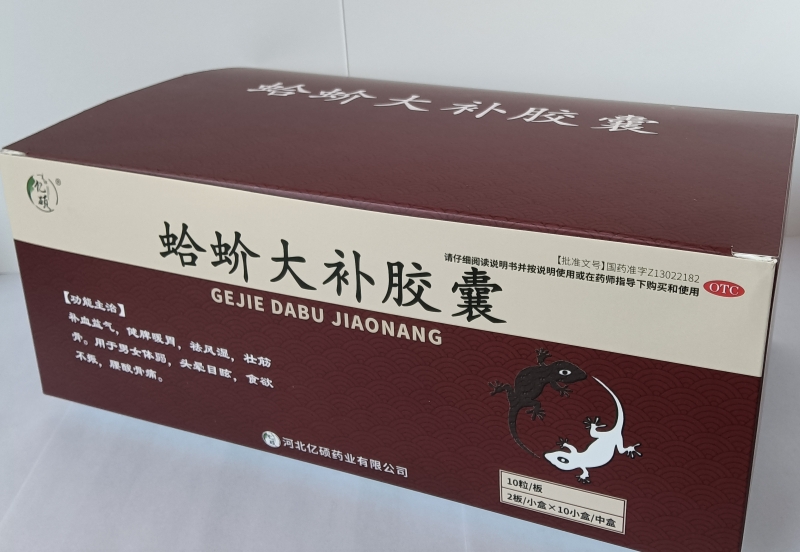 蛤蚧大补胶囊
亿硕®
【批准文号】国药准字Z13022182
请仔细阅读说明书并按说明使用或在药师指导下购买和使用
OTC
蛤蚧大补胶囊
GEJIE DABU JIAONANG
【功能主治】
补血益气，健脾暖胃，祛风湿，壮筋
骨。用于男女体弱，头晕目眩，食欲
不振，腰酸骨痛。
河北亿硕药业有限公司
10粒/板
2板/小盒×10小盒/中盒